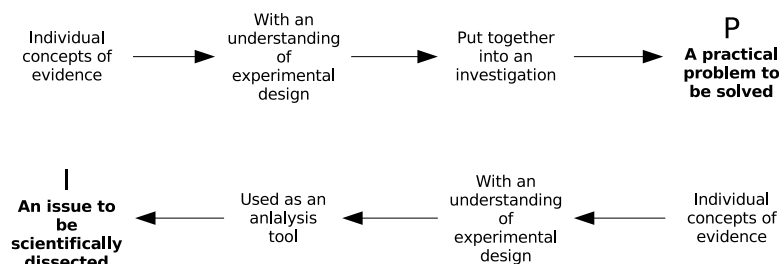 Individual
concepts of
evidence
With an
understanding
of
experimental
design
Put together
into an
investigation
P
A practical
problem to
be solved
I
An issue to
be
scientifically
dissected
Used as an
anlalysis
tool
With an
understanding
of
experimental
design
Individual
concepts of
evidence